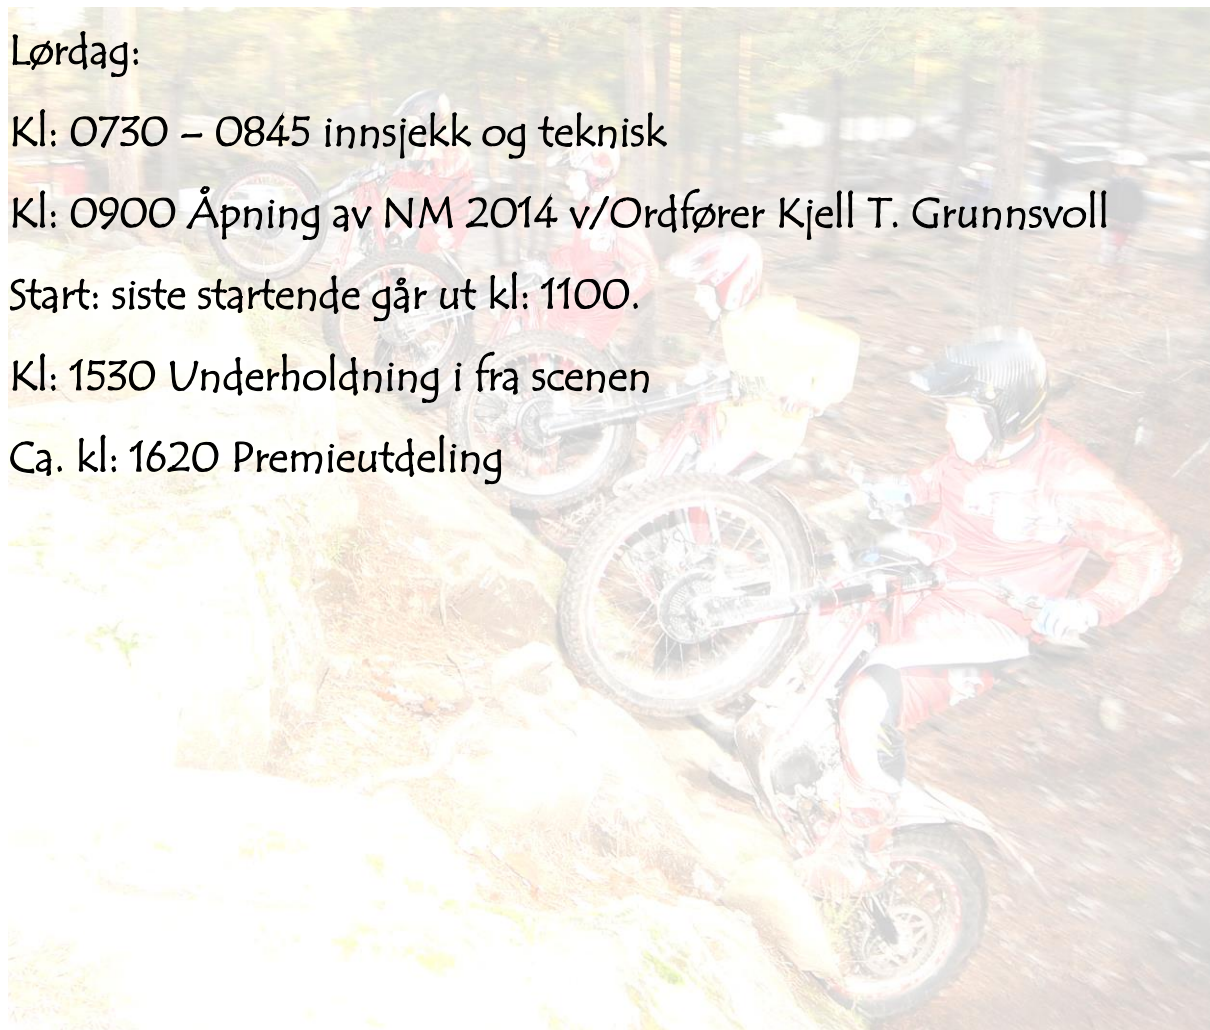 Lørdag:
Kl: 0730 – 0845 innsjekk og teknisk
Kl: 0900 Åpning av NM 2014 v/Ordfører Kjell T. Grunnsvoll
Start: siste startende går ut kl: 1100.
Kl: 1530 Underholdning i fra scenen
Ca. kl: 1620 Premieutdeling